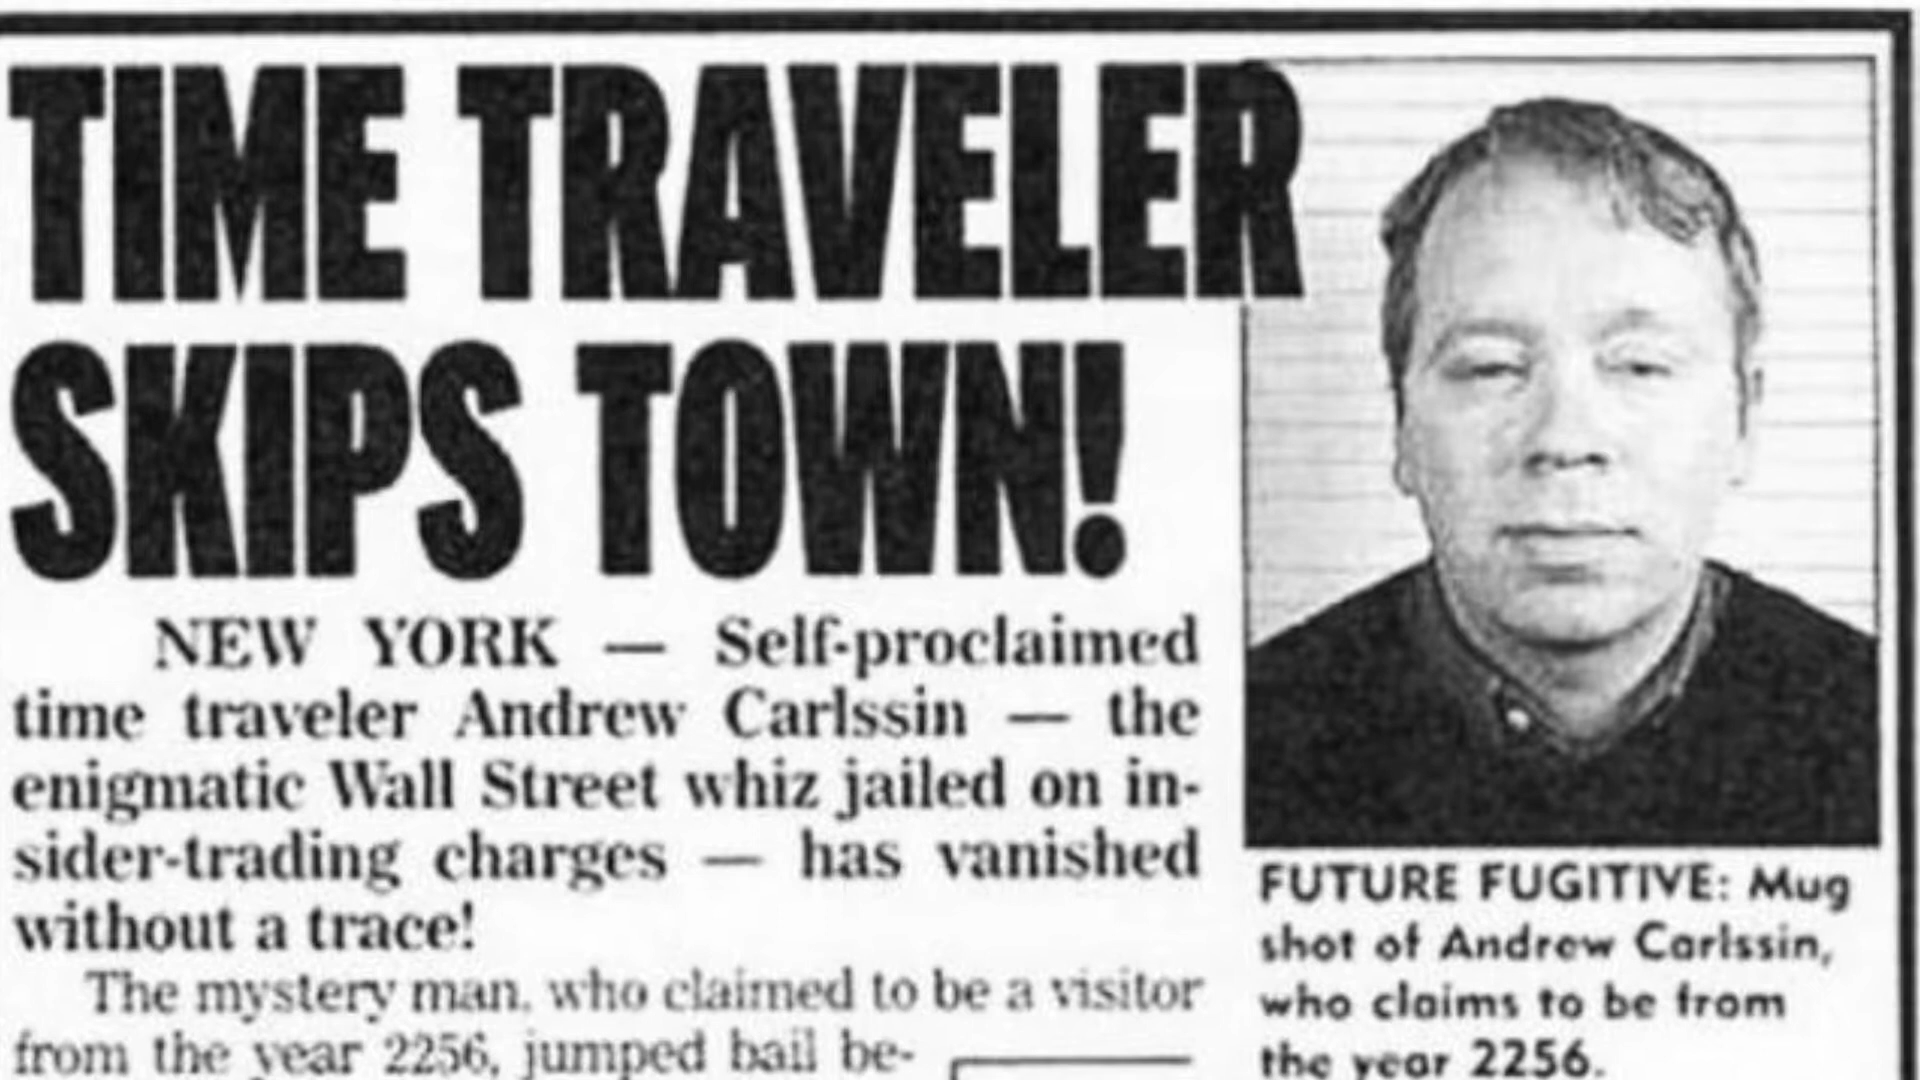 TIME TRAVELER
SKIPS TOWN!
NEW YORK — Self-proclaimed
time traveler Andrew Carlssin — the
enigmatic Wall Street whiz jailed on in-
sider-trading charges — has vanished
without a trace!
The mystery man, who claimed to be a visitor
from the year 2256, jumped bail be-
FUTURE FUGITIVE: Mug
shot of Andrew Carlssin,
who claims to be from
the year 2256.